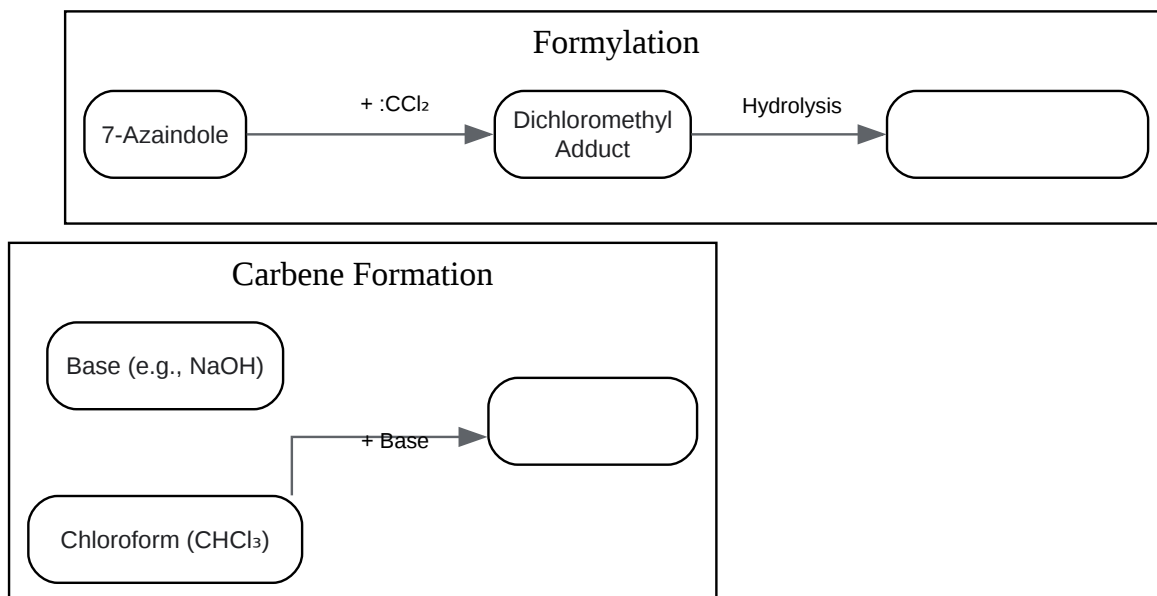 Formylation
7-Azaindole
+ :CCl₂
Dichloromethyl
Adduct
Hydrolysis
Carbene Formation
Base (e.g., NaOH)
+ Base
Chloroform (CHCl₃)